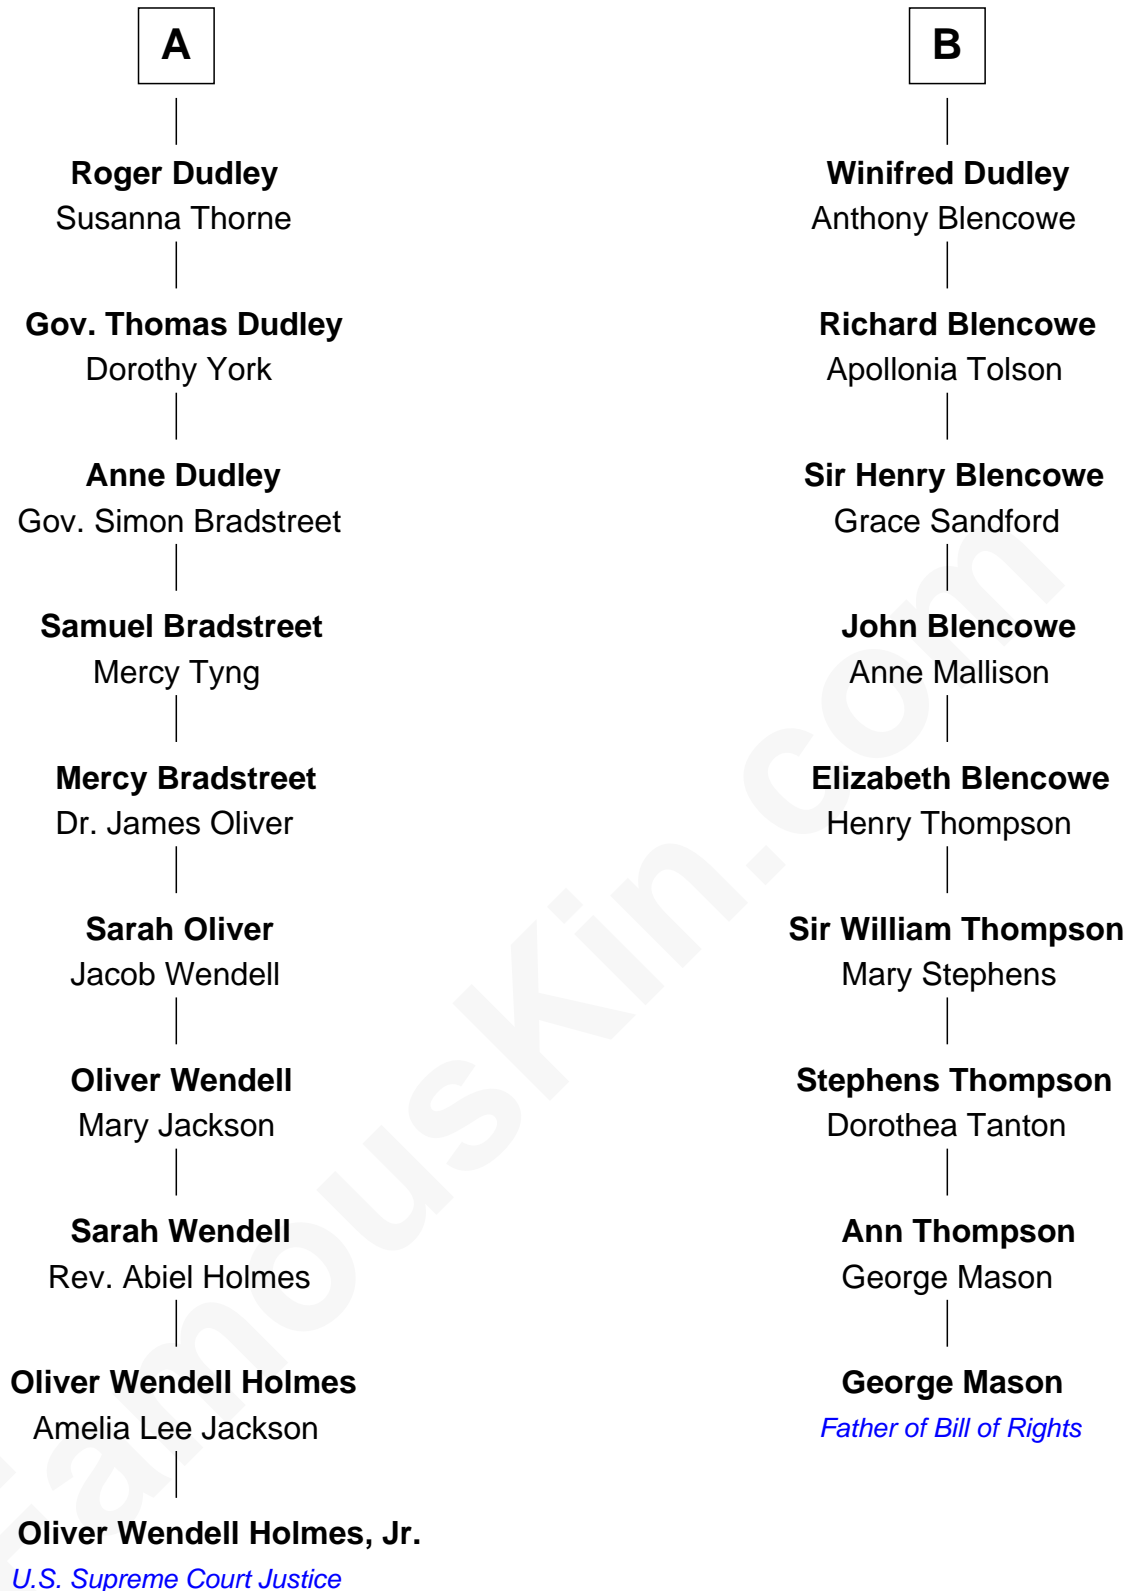 A
Roger Dudley
Susanna Thorne
Gov. Thomas Dudley
Dorothy York
Anne Dudley
Gov. Simon Bradstreet
Samuel Bradstreet
Mercy Tyng
Mercy Bradstreet
Dr. James Oliver
Sarah Oliver
Jacob Wendell
Oliver Wendell
Mary Jackson
Sarah Wendell
Rev. Abiel Holmes
Oliver Wendell Holmes
Amelia Lee Jackson
Oliver Wendell Holmes, Jr.
U.S. Supreme Court Justice
B
Winifred Dudley
Anthony Blencowe
Richard Blencowe
Apollonia Tolson
Sir Henry Blencowe
Grace Sandford
John Blencowe
Anne Mallison
Elizabeth Blencowe
Henry Thompson
Sir William Thompson
Mary Stephens
Stephens Thompson
Dorothea Tanton
Ann Thompson
George Mason
George Mason
Father of Bill of Rights
FamousKin.com